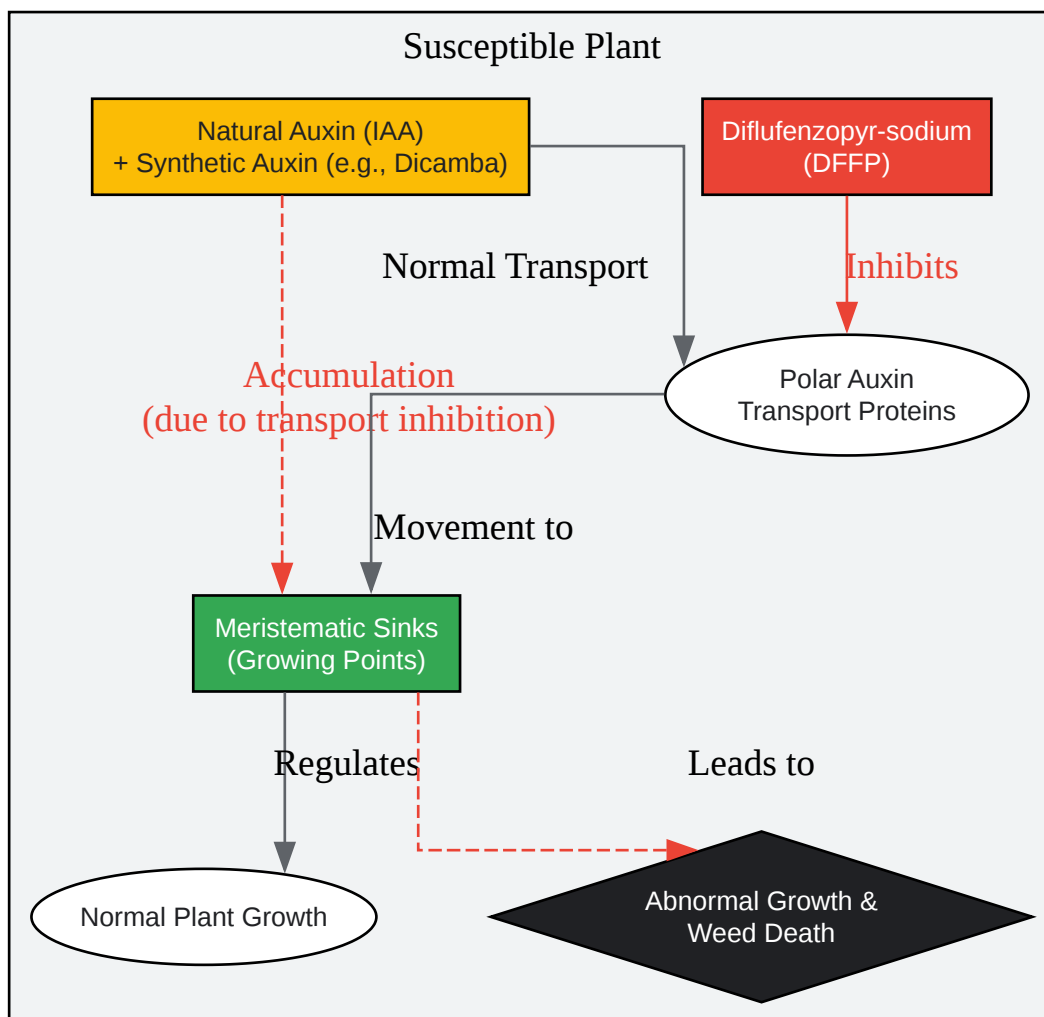 Susceptible Plant
Natural Auxin (IAA)
+ Synthetic Auxin (e.g., Dicamba)
Diflufenzopyr-sodium
(DFFP)
Normal Transport
Inhibits
Accumulation
(due to transport inhibition)
Polar Auxin
Transport Proteins
Movement to
Meristematic Sinks
(Growing Points)
Regulates
Leads to
Normal Plant Growth
Abnormal Growth &
Weed Death